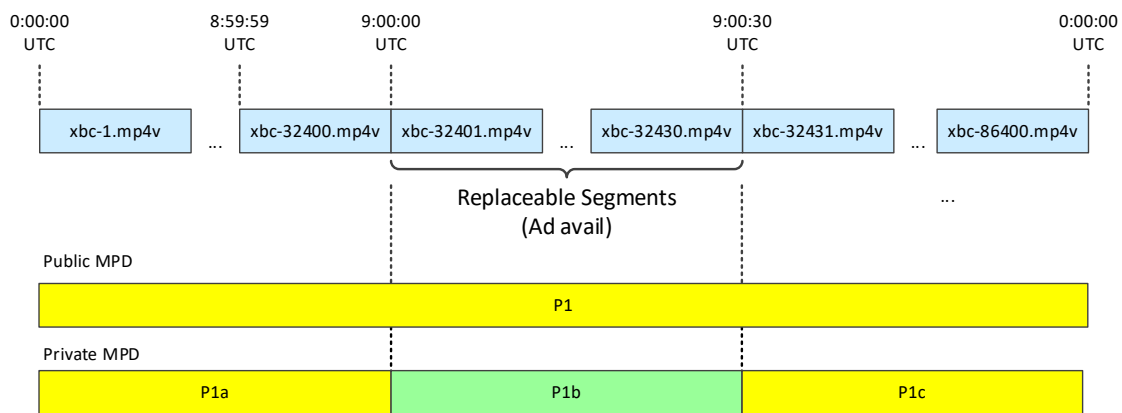 0:00:00 8:59:59 9:00:00 9:00:30 0:00:00
UTC UTC UTC UTC UTC
xbc-1.mp4v ... xbc-32400.mp4v xbc-32401.mp4v ... xbc-32430.mp4v xbc-32431.mp4v ... xbc-86400.mp4v
Replaceable Segments ...
(Ad avail)
Public MPD
P1
Private MPD
P1a P1b P1c